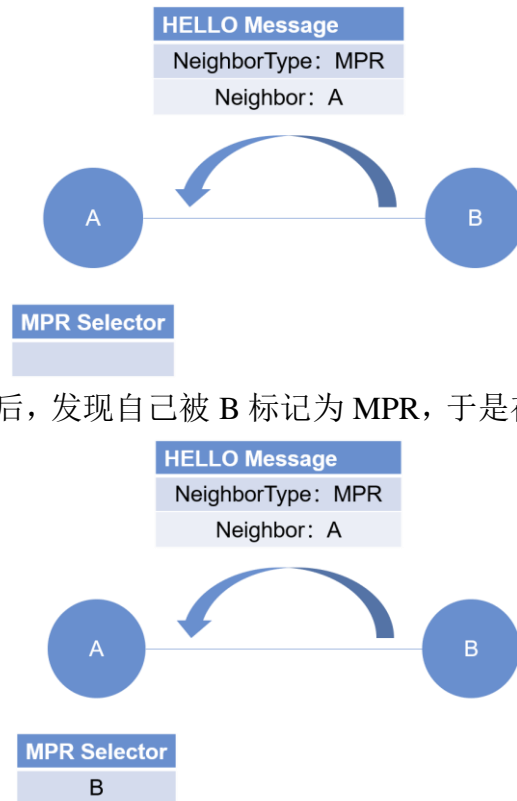 HELLO Message
NeighborType：MPR
Neighbor：A
A
B
MPR Selector
后，发现自己被 B 标记为 MPR，于是在
HELLO Message
NeighborType：MPR
Neighbor：A
A
B
MPR Selector
B